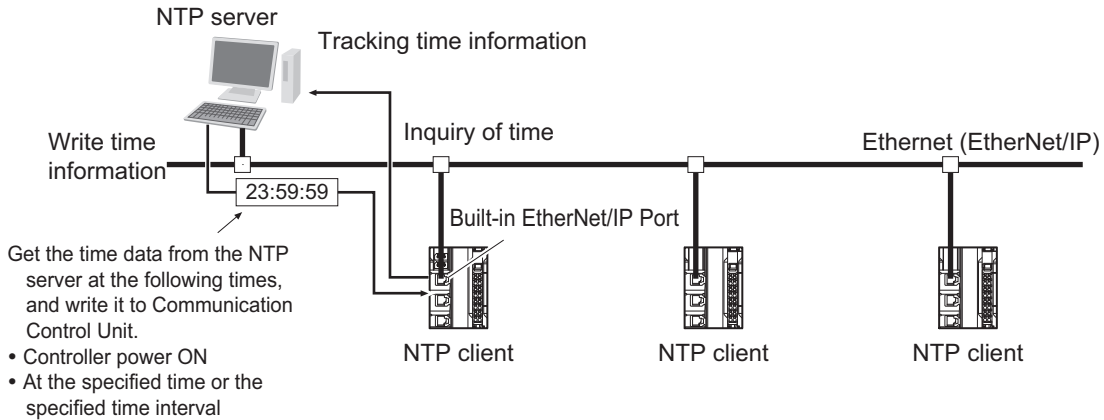 NTP server
Tracking time information
Write time
information
Inquiry of time
Ethernet (EtherNet/IP)
23:59:59
Built-in EtherNet/IP Port
Get the time data from the NTP
server at the following times,
and write it to Communication
Control Unit.
• Controller power ON
• At the specified time or the
specified time interval
NTP client
NTP client
NTP client